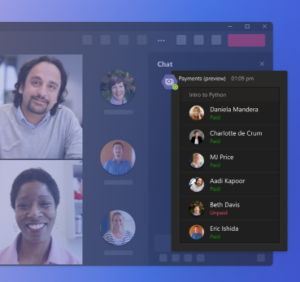 Chat
Payments (preview) 01:09 pm
Intro to Python
Daniela Mandera
Paid
Charlotte de Crum
Paid
MJ Price
Paid
Aadi Kapoor
Paid
Beth Davis
Unpaid
Eric Ishida
Paid